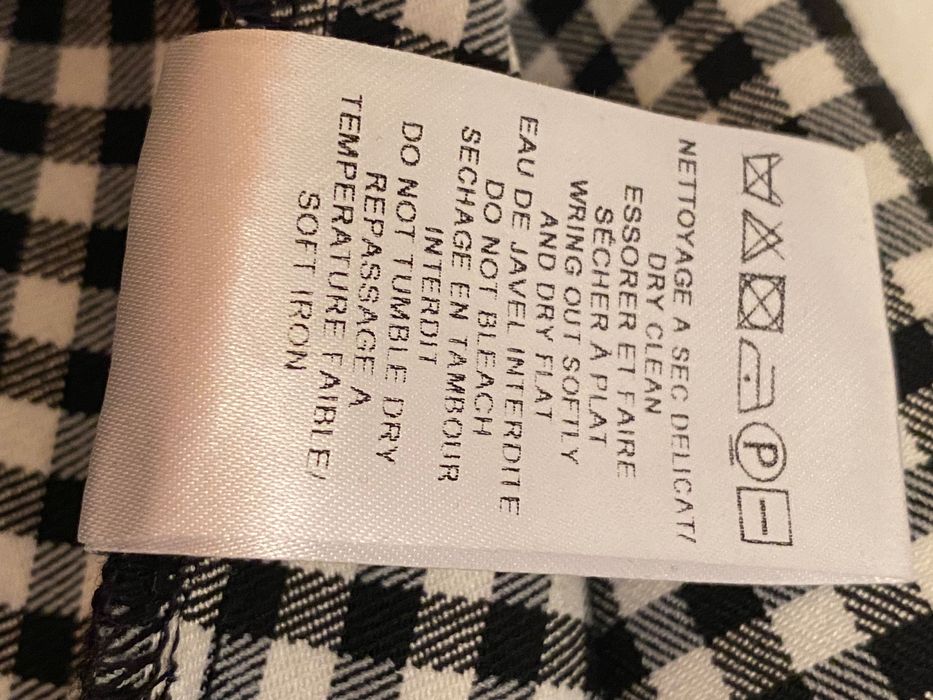 P
NETTOYAGE A SEC DELICAT/
DRY CLEAN
ESSORER ET FAIRE
SÉCHER À PLAT
WRING OUT SOFTLY
AND DRY FLAT
EAU DE JAVEL INTERDITE
DO NOT BLEACH
SECHAGE EN TAMBOUR
INTERDIT
DO NOT TUMBLE DRY
REPASSAGE A
TEMPERATURE FAIBLE/
SOFT IRON